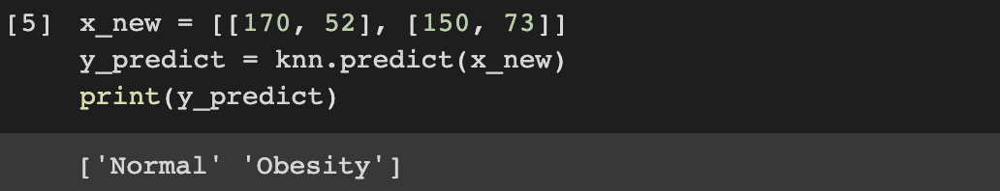 [5] x_new = [[170, 52], [150, 73]]
y_predict = knn.predict(x_new)
print(y_predict)
['Normal' 'Obesity']